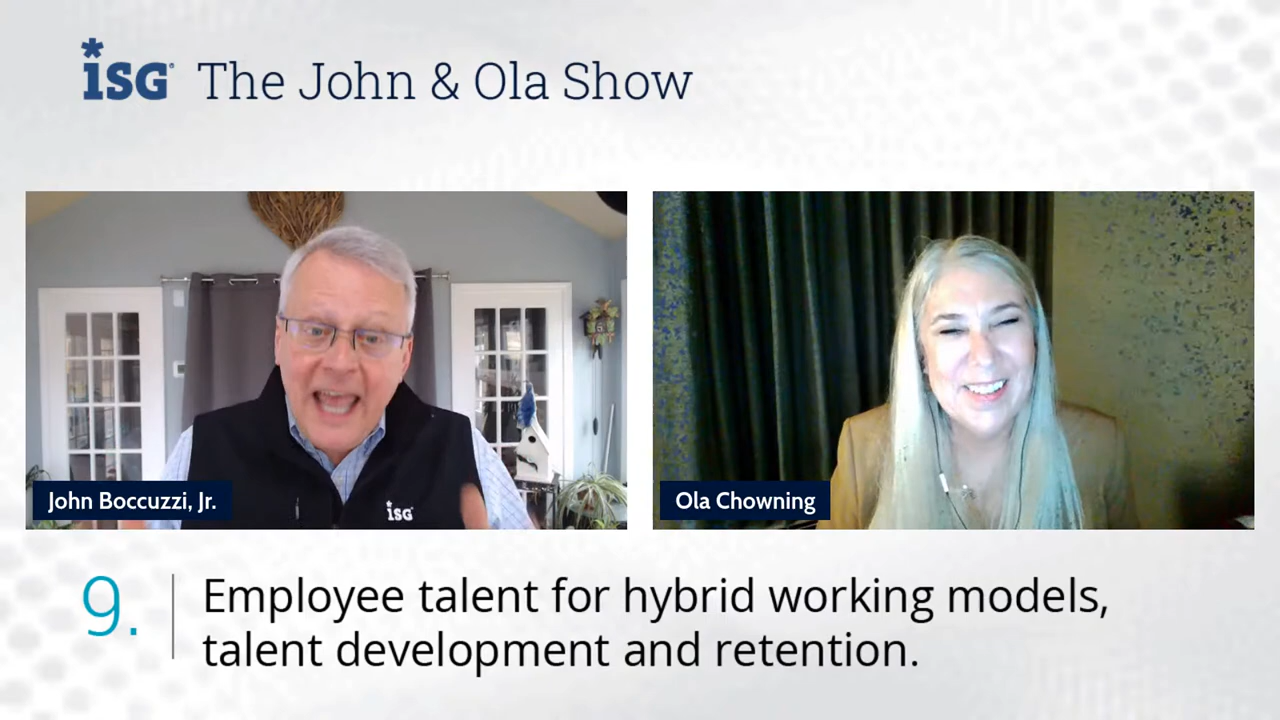 ISG The John & Ola Show
ISG
John Boccuzzi, Jr.
Ola Chowning
9. Employee talent for hybrid working models,
talent development and retention.